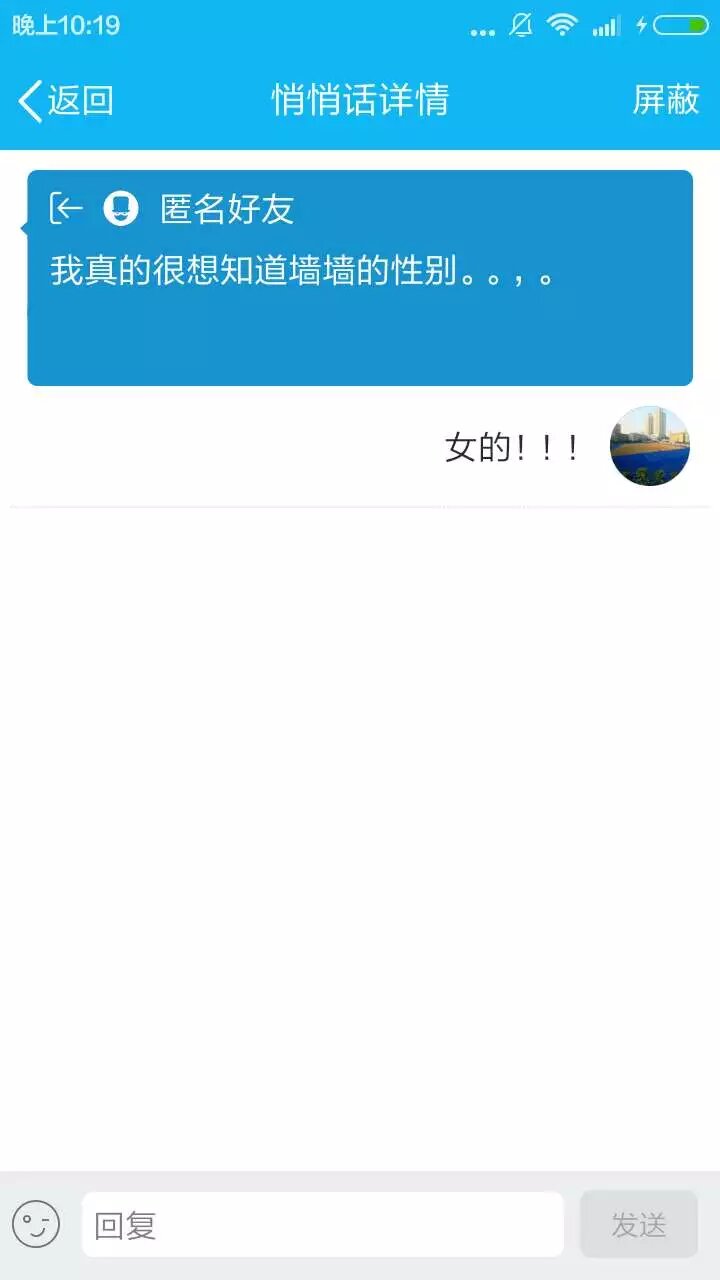 晚上10:19
返回 悄悄话详情 屏蔽
匿名好友
我真的很想知道墙墙的性别。。，。
女的！！！
回复 发送